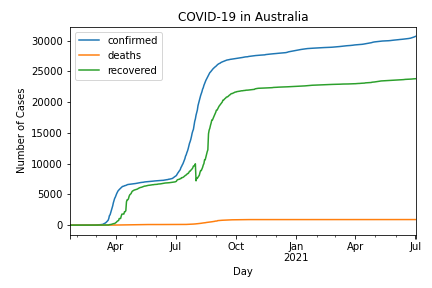 COVID-19 in Australia
confirmed
deaths
recovered
Number of Cases
30000
25000
20000
15000
10000
5000
0
Apr
Jul
Oct
Jan
2021
Apr
Jul
Day